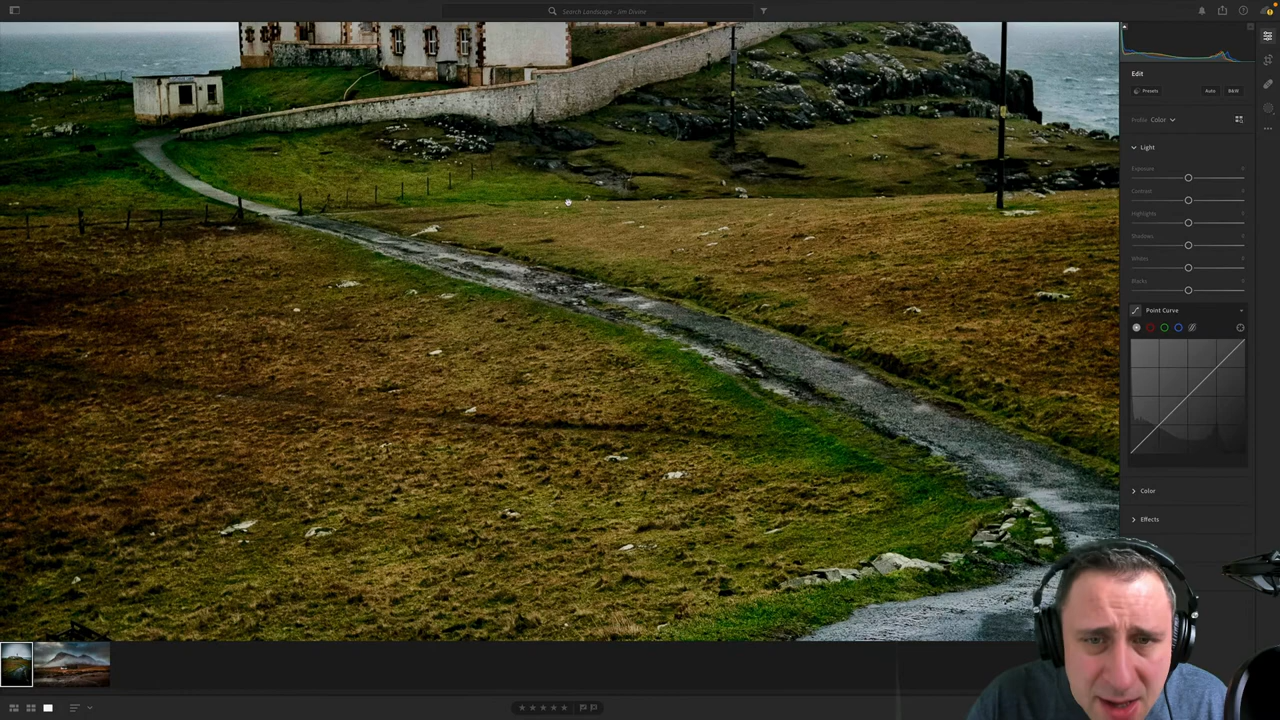 Search Landscape - Jim Divine
Edit
Presets
Auto
B&W
Profile Color
Light
Exposure
Contrast
Highlights
Shadows
Whites
Blacks
Point Curve
Color
Effects